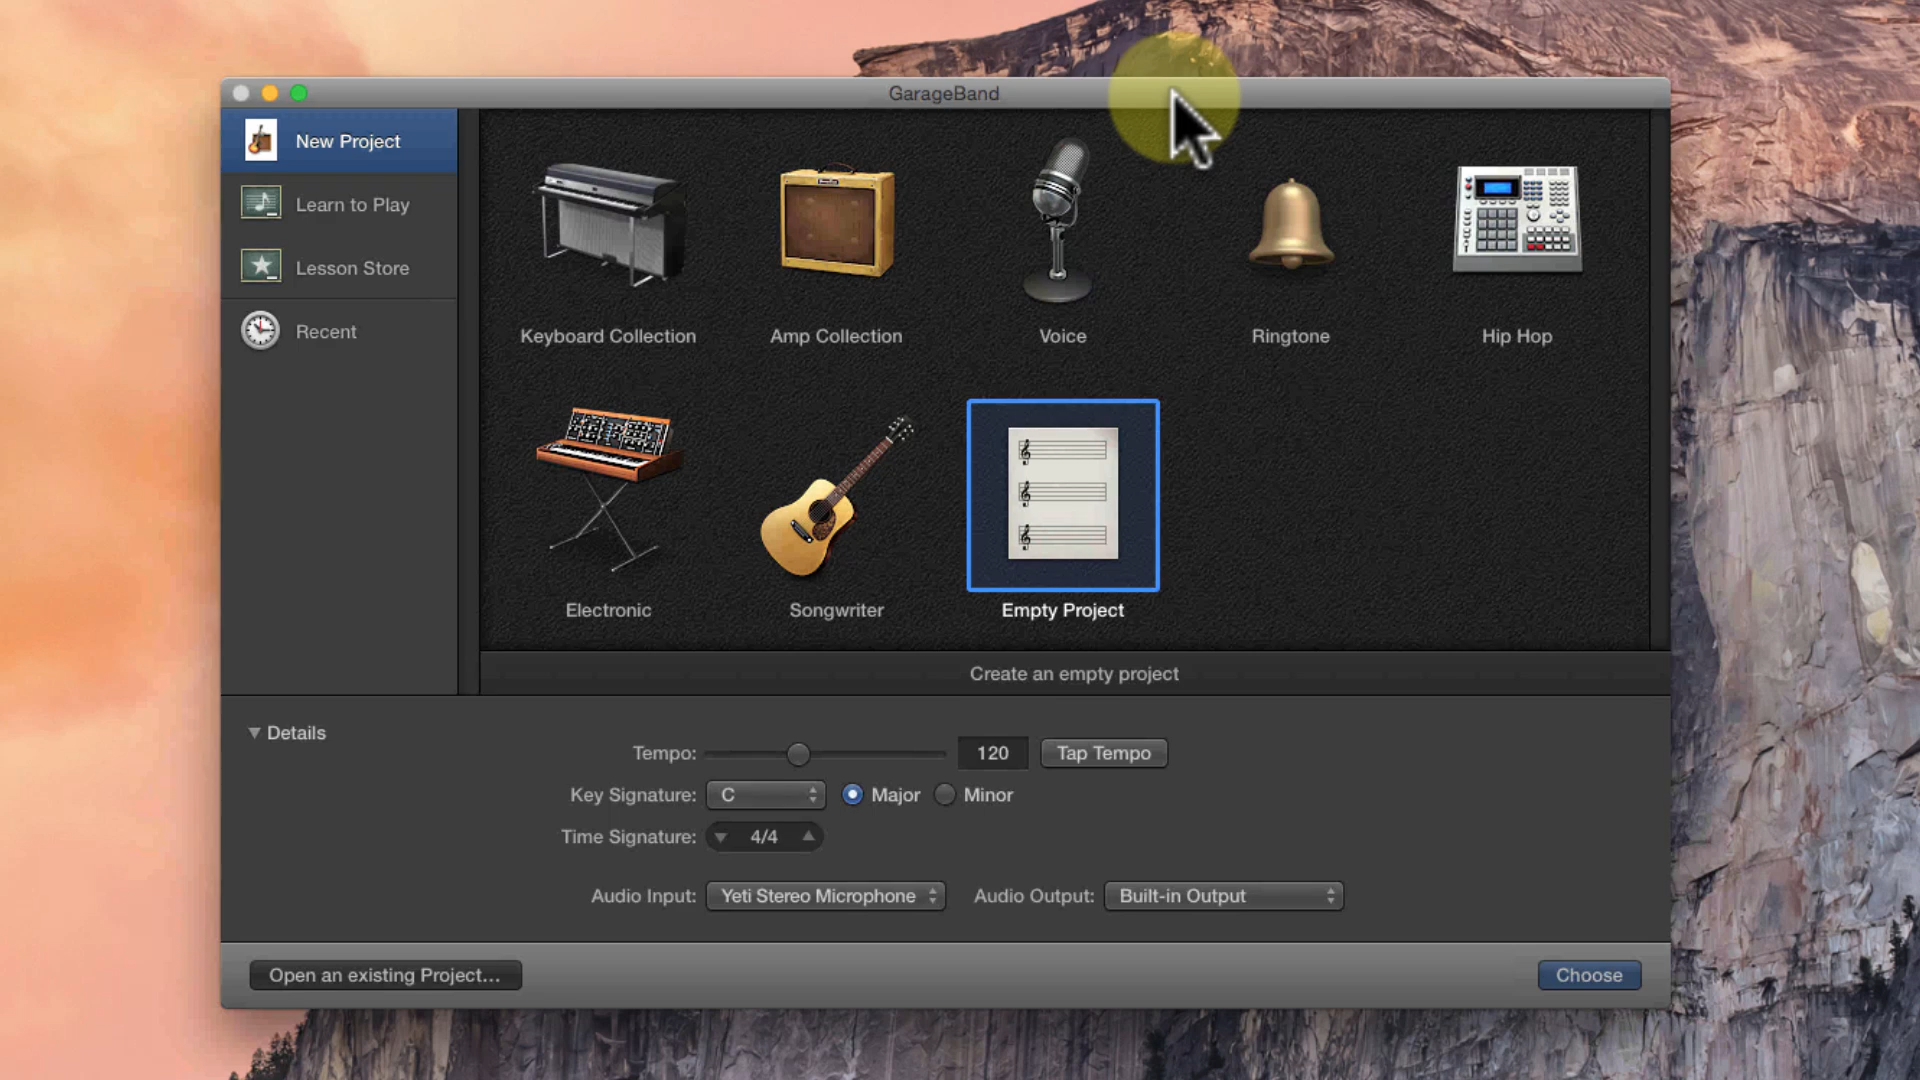 GarageBand
New Project
Learn to Play
Lesson Store
Recent
Keyboard Collection
Amp Collection
Voice
Ringtone
Hip Hop
Electronic
Songwriter
Empty Project
Create an empty project
Details
Tempo: 120 Tap Tempo
Key Signature: C Major Minor
Time Signature: 4/4
Audio Input: Yeti Stereo Microphone Audio Output: Built-in Output
Open an existing Project... Choose